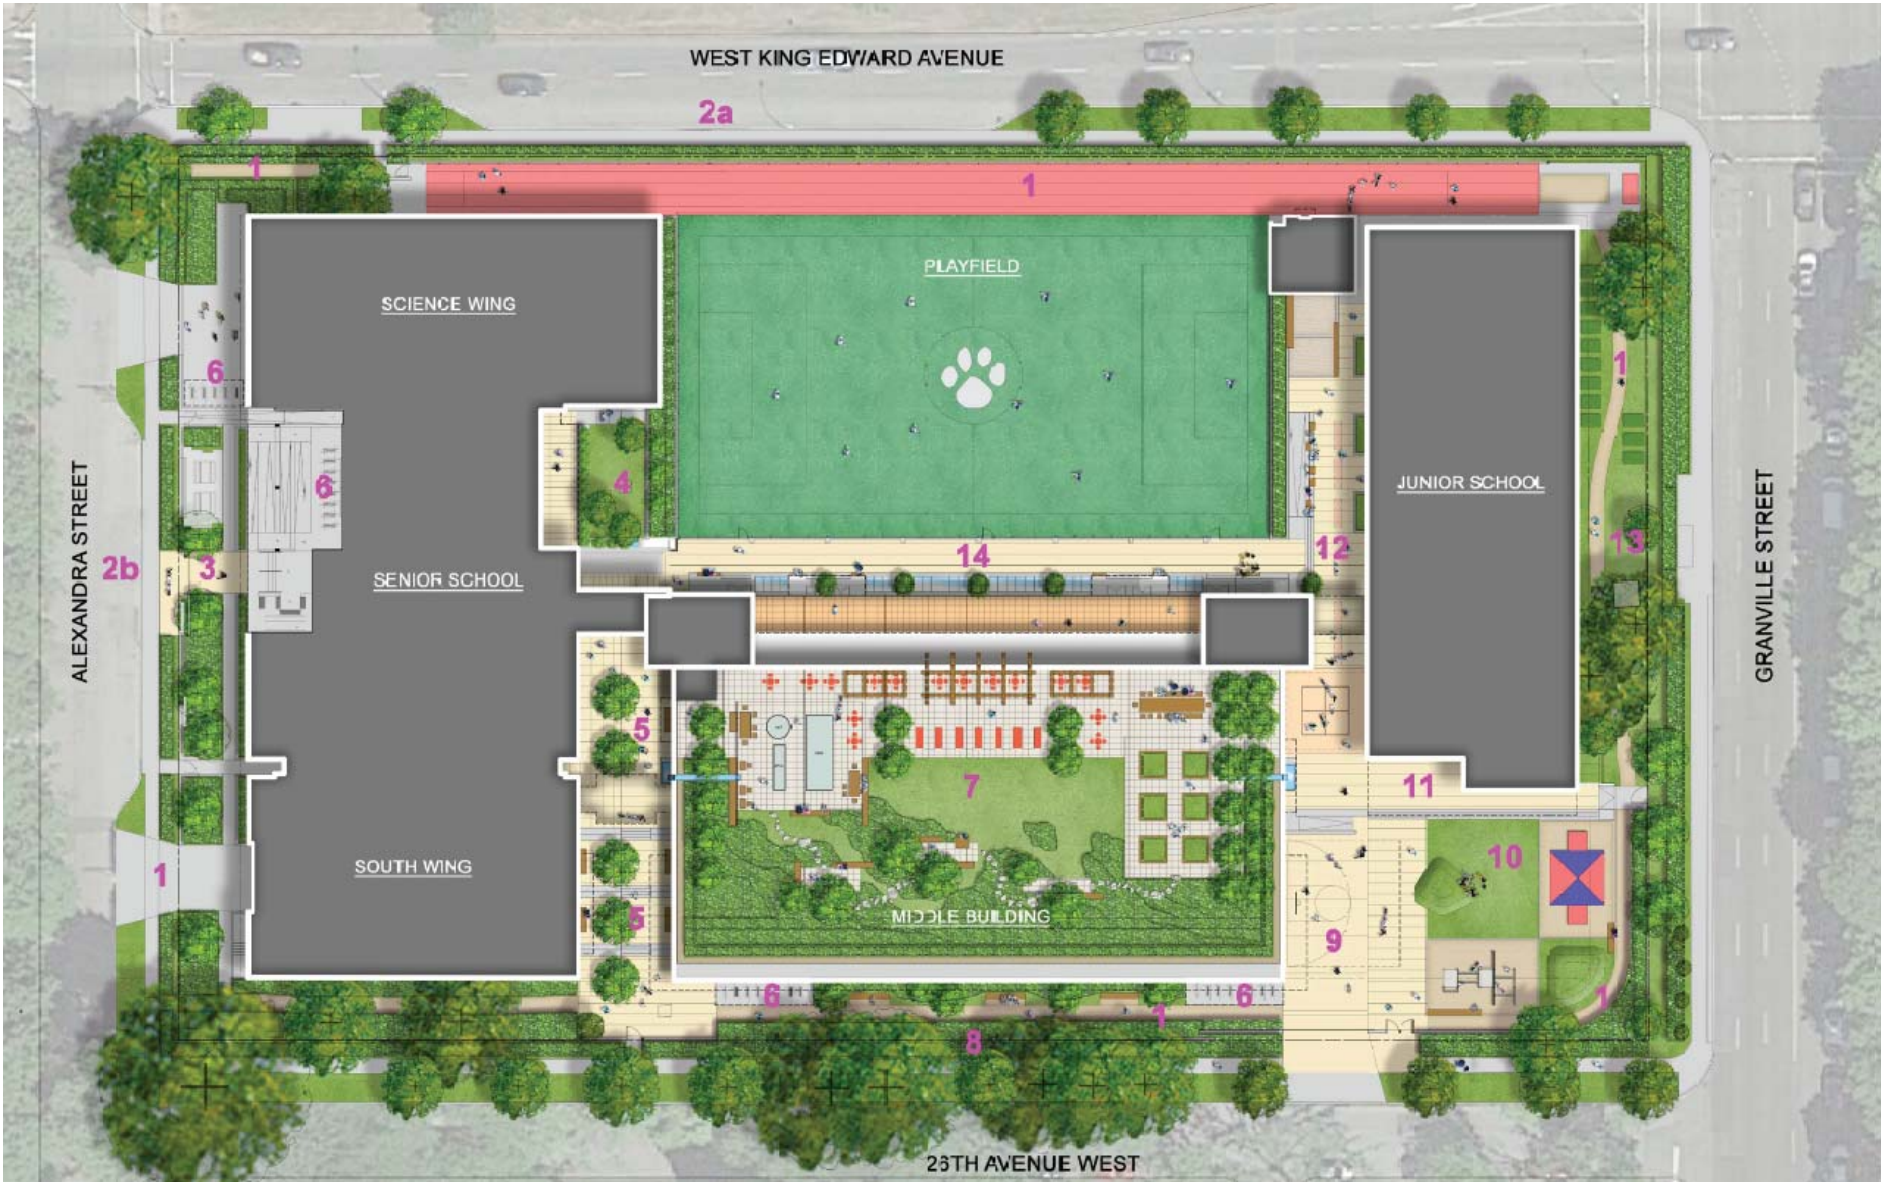 WEST KING EDWARD AVENUE
2a
1
1
PLAYFIELD
SCIENCE WING
1
6
4
6
JUNIOR SCHOOL
ALEXANDRA STREET
GRANVILLE STREET
2b
3
14
12
13
SENIOR SCHOOL
5
7
11
10
1
SOUTH WING
5
MIDDLE BUILDING
9
6
6
1
1
8
26TH AVENUE WEST